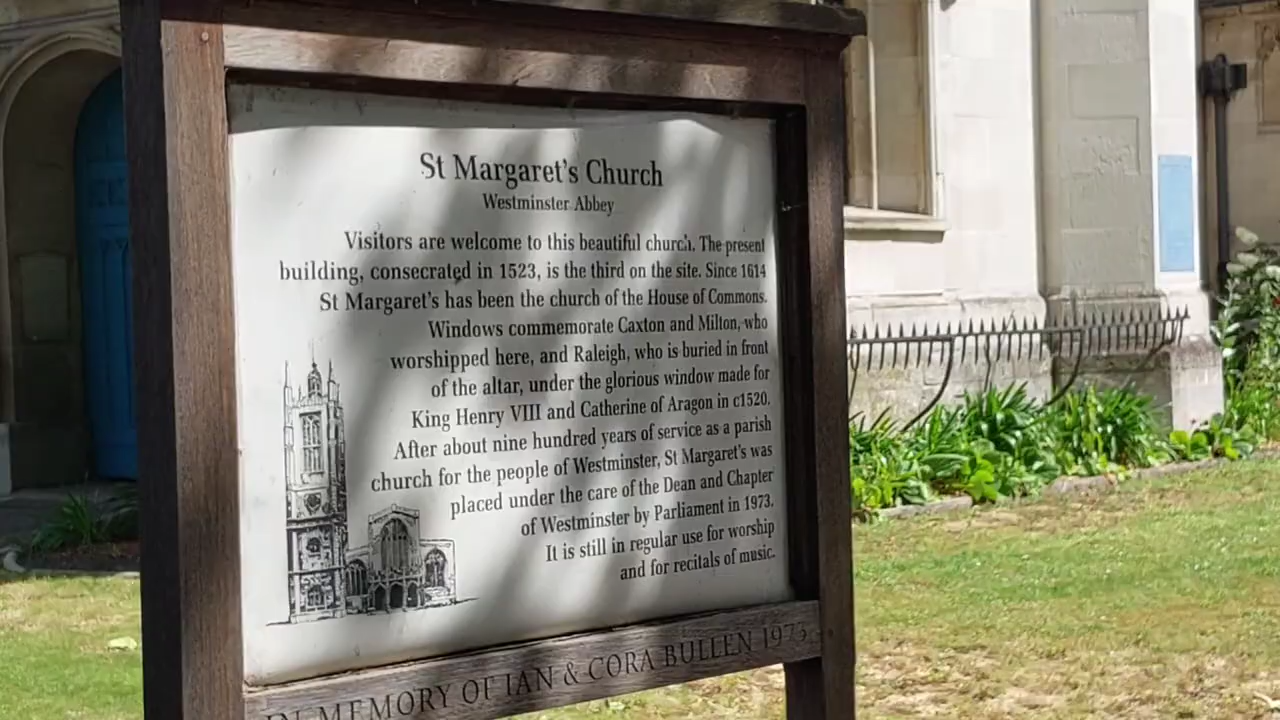 St Margaret's Church
Westminster Abbey
Visitors are welcome to this beautiful church. The present
building, consecrated in 1523, is the third on the site. Since 1614
St Margaret's has been the church of the House of Commons.
Windows commemorate Caxton and Milton, who
worshipped here, and Raleigh, who is buried in front
of the altar, under the glorious window made for
King Henry VIII and Catherine of Aragon in c1520.
After about nine hundred years of service as a parish
church for the people of Westminster, St Margaret's was
placed under the care of the Dean and Chapter
of Westminster by Parliament in 1973.
It is still in regular use for worship
and for recitals of music.
IN MEMORY OF IAN & CORA BULLEN 1973